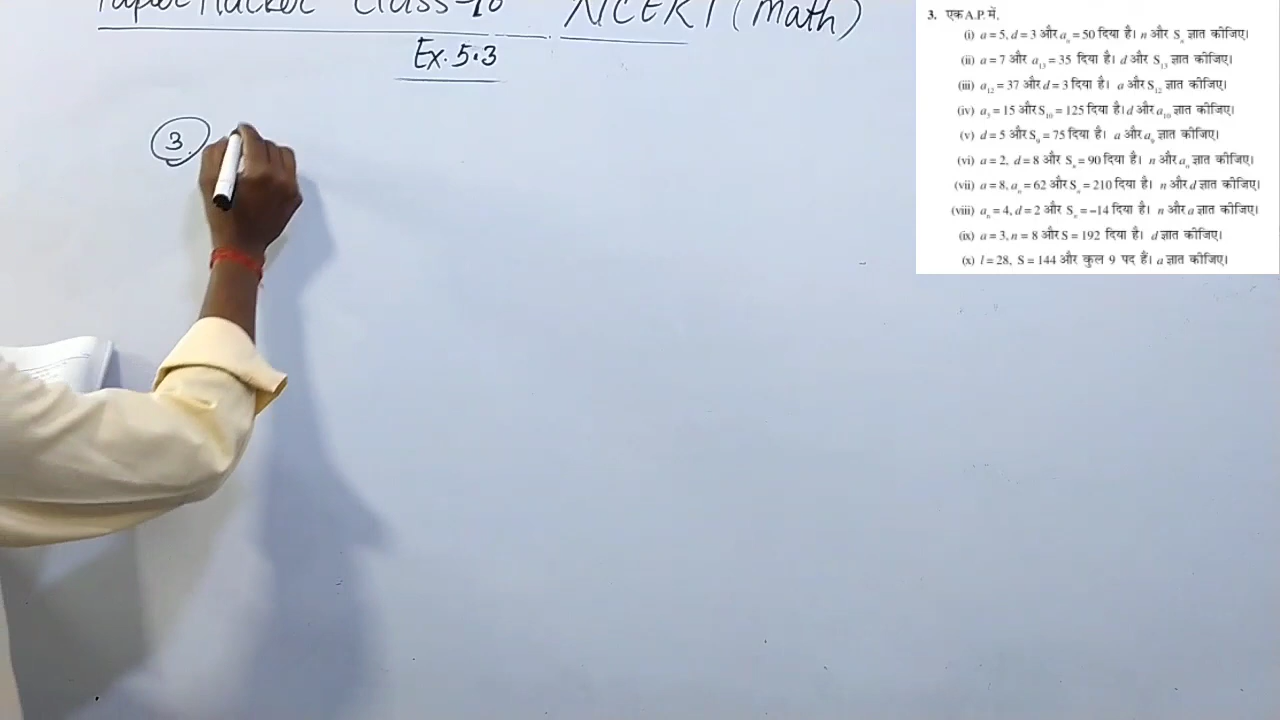 Class-10 NCERT (Math)
Ex. 5.3
3.
3. एक A.P. में,
(i) a = 5, d = 3 और aₙ = 50 दिया है। n और Sₙ ज्ञात कीजिए।
(ii) a = 7 और a₁₃ = 35 दिया है। d और S₁₃ ज्ञात कीजिए।
(iii) a₁₂ = 37 और d = 3 दिया है। a और S₁₂ ज्ञात कीजिए।
(iv) a₃ = 15 और S₁₀ = 125 दिया है। d और a₁₀ ज्ञात कीजिए।
(v) d = 5 और S₉ = 75 दिया है। a और a₉ ज्ञात कीजिए।
(vi) a = 2, d = 8 और Sₙ = 90 दिया है। n और aₙ ज्ञात कीजिए।
(vii) a = 8, aₙ = 62 और Sₙ = 210 दिया है। n और d ज्ञात कीजिए।
(viii) aₙ = 4, d = 2 और Sₙ = –14 दिया है। n और a ज्ञात कीजिए।
(ix) a = 3, n = 8 और S = 192 दिया है। d ज्ञात कीजिए।
(x) l = 28, S = 144 और कुल 9 पद हैं। a ज्ञात कीजिए।